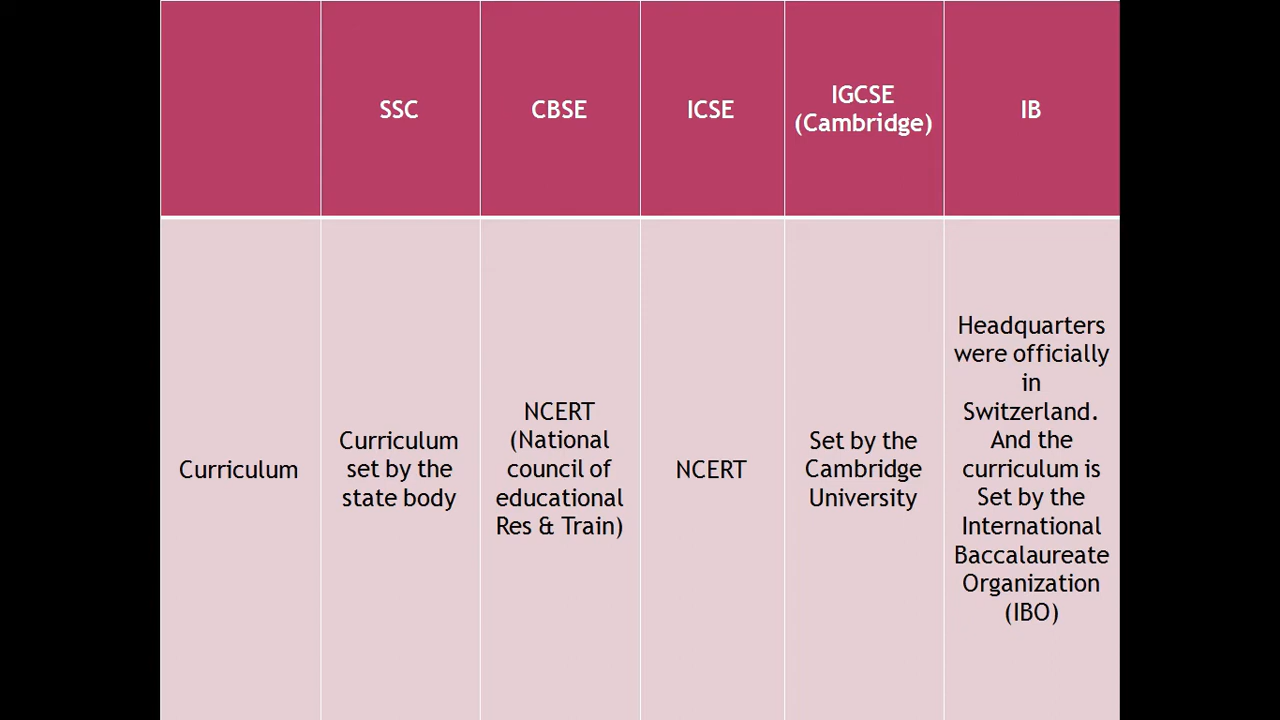 SSC
CBSE
ICSE
IGCSE
(Cambridge)
IB
Curriculum
Curriculum
set by the
state body
NCERT
(National
council of
educational
Res & Train)
NCERT
Set by the
Cambridge
University
Headquarters
were officially
in
Switzerland.
And the
curriculum is
Set by the
International
Baccalaureate
Organization
(IBO)